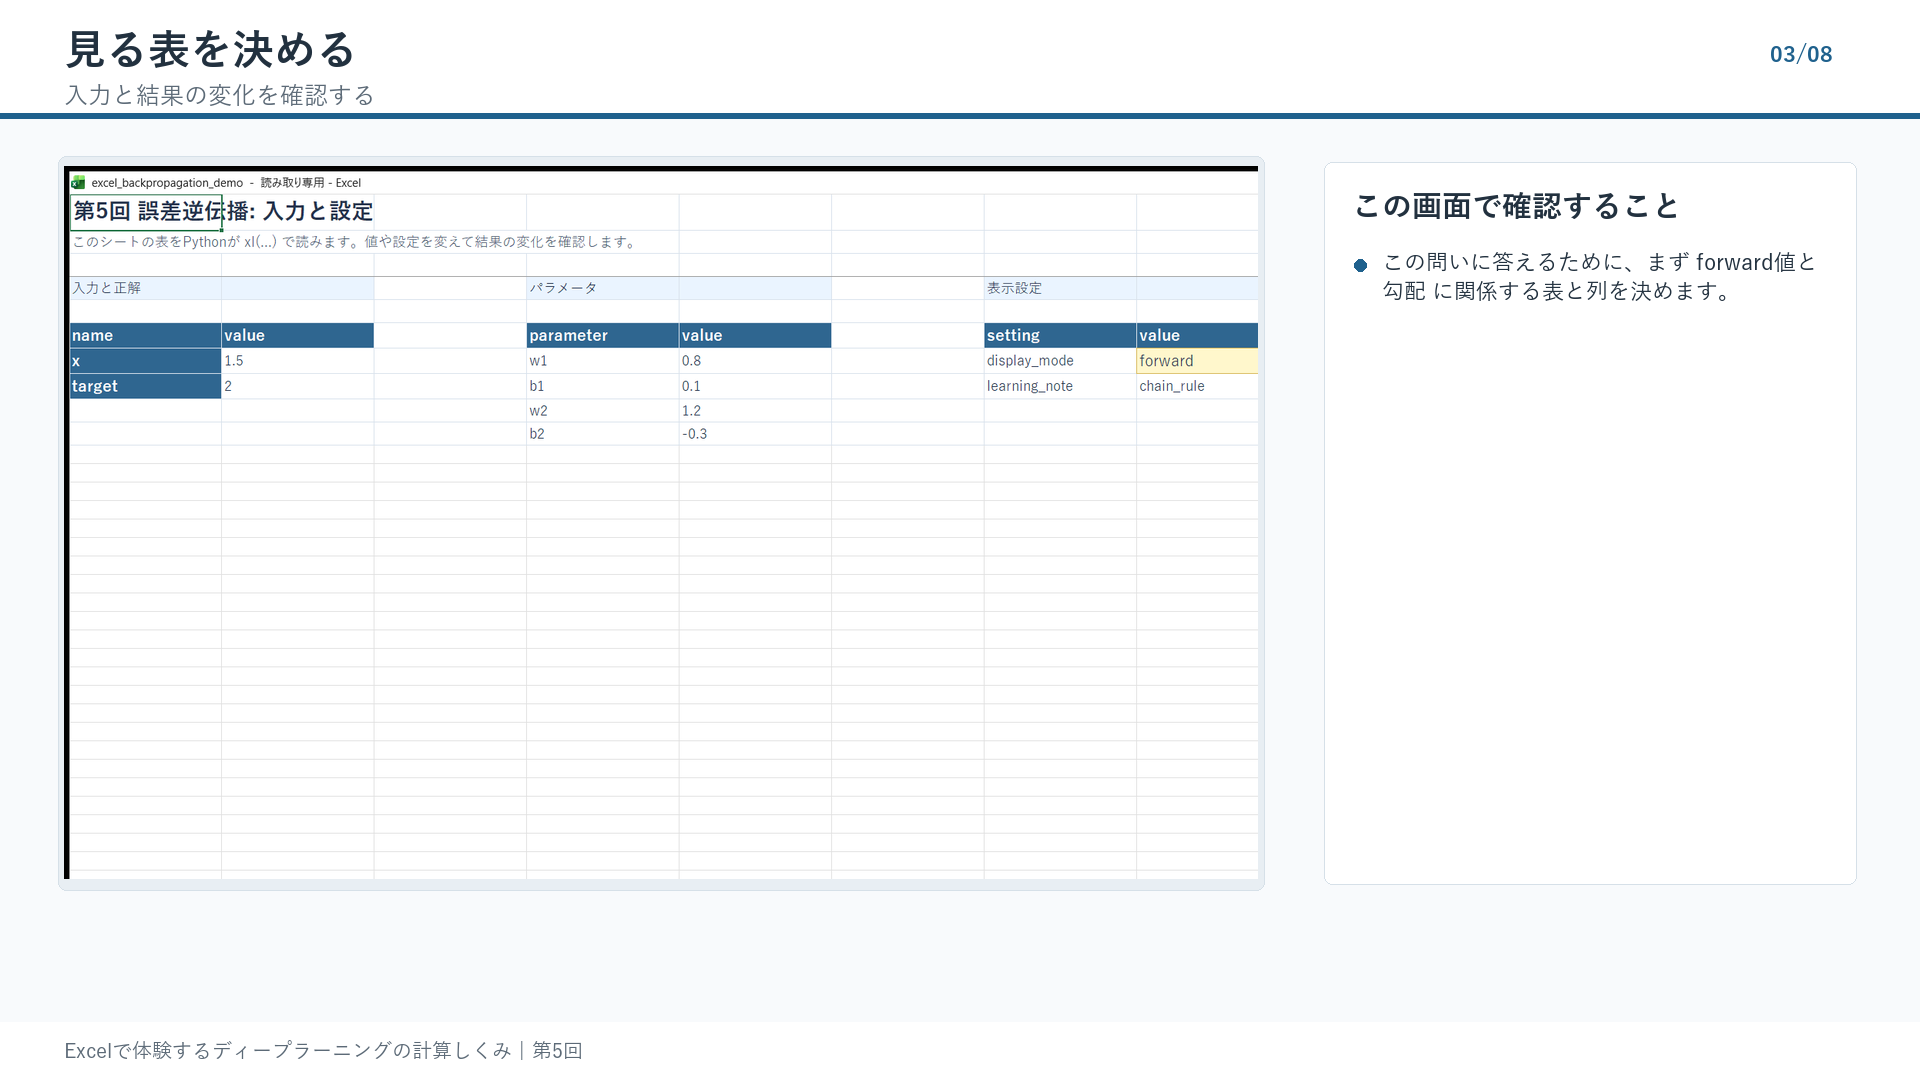 見る表を決める
入力と結果の変化を確認する
03/08
excel_backpropagation_demo - 読み取り専用 - Excel
第5回 誤差逆伝播: 入力と設定
このシートの表をPythonが xl(...) で読みます。値や設定を変えて結果の変化を確認します。
入力と正解 パラメータ 表示設定
name value parameter value setting value
x 1.5 w1 0.8 display_mode forward
target 2 b1 0.1 learning_note chain_rule
w2 1.2
b2 -0.3
この画面で確認すること
この問いに答えるために、まず forward値と
勾配 に関係する表と列を決めます。
Excelで体験するディープラーニングの計算しくみ | 第5回